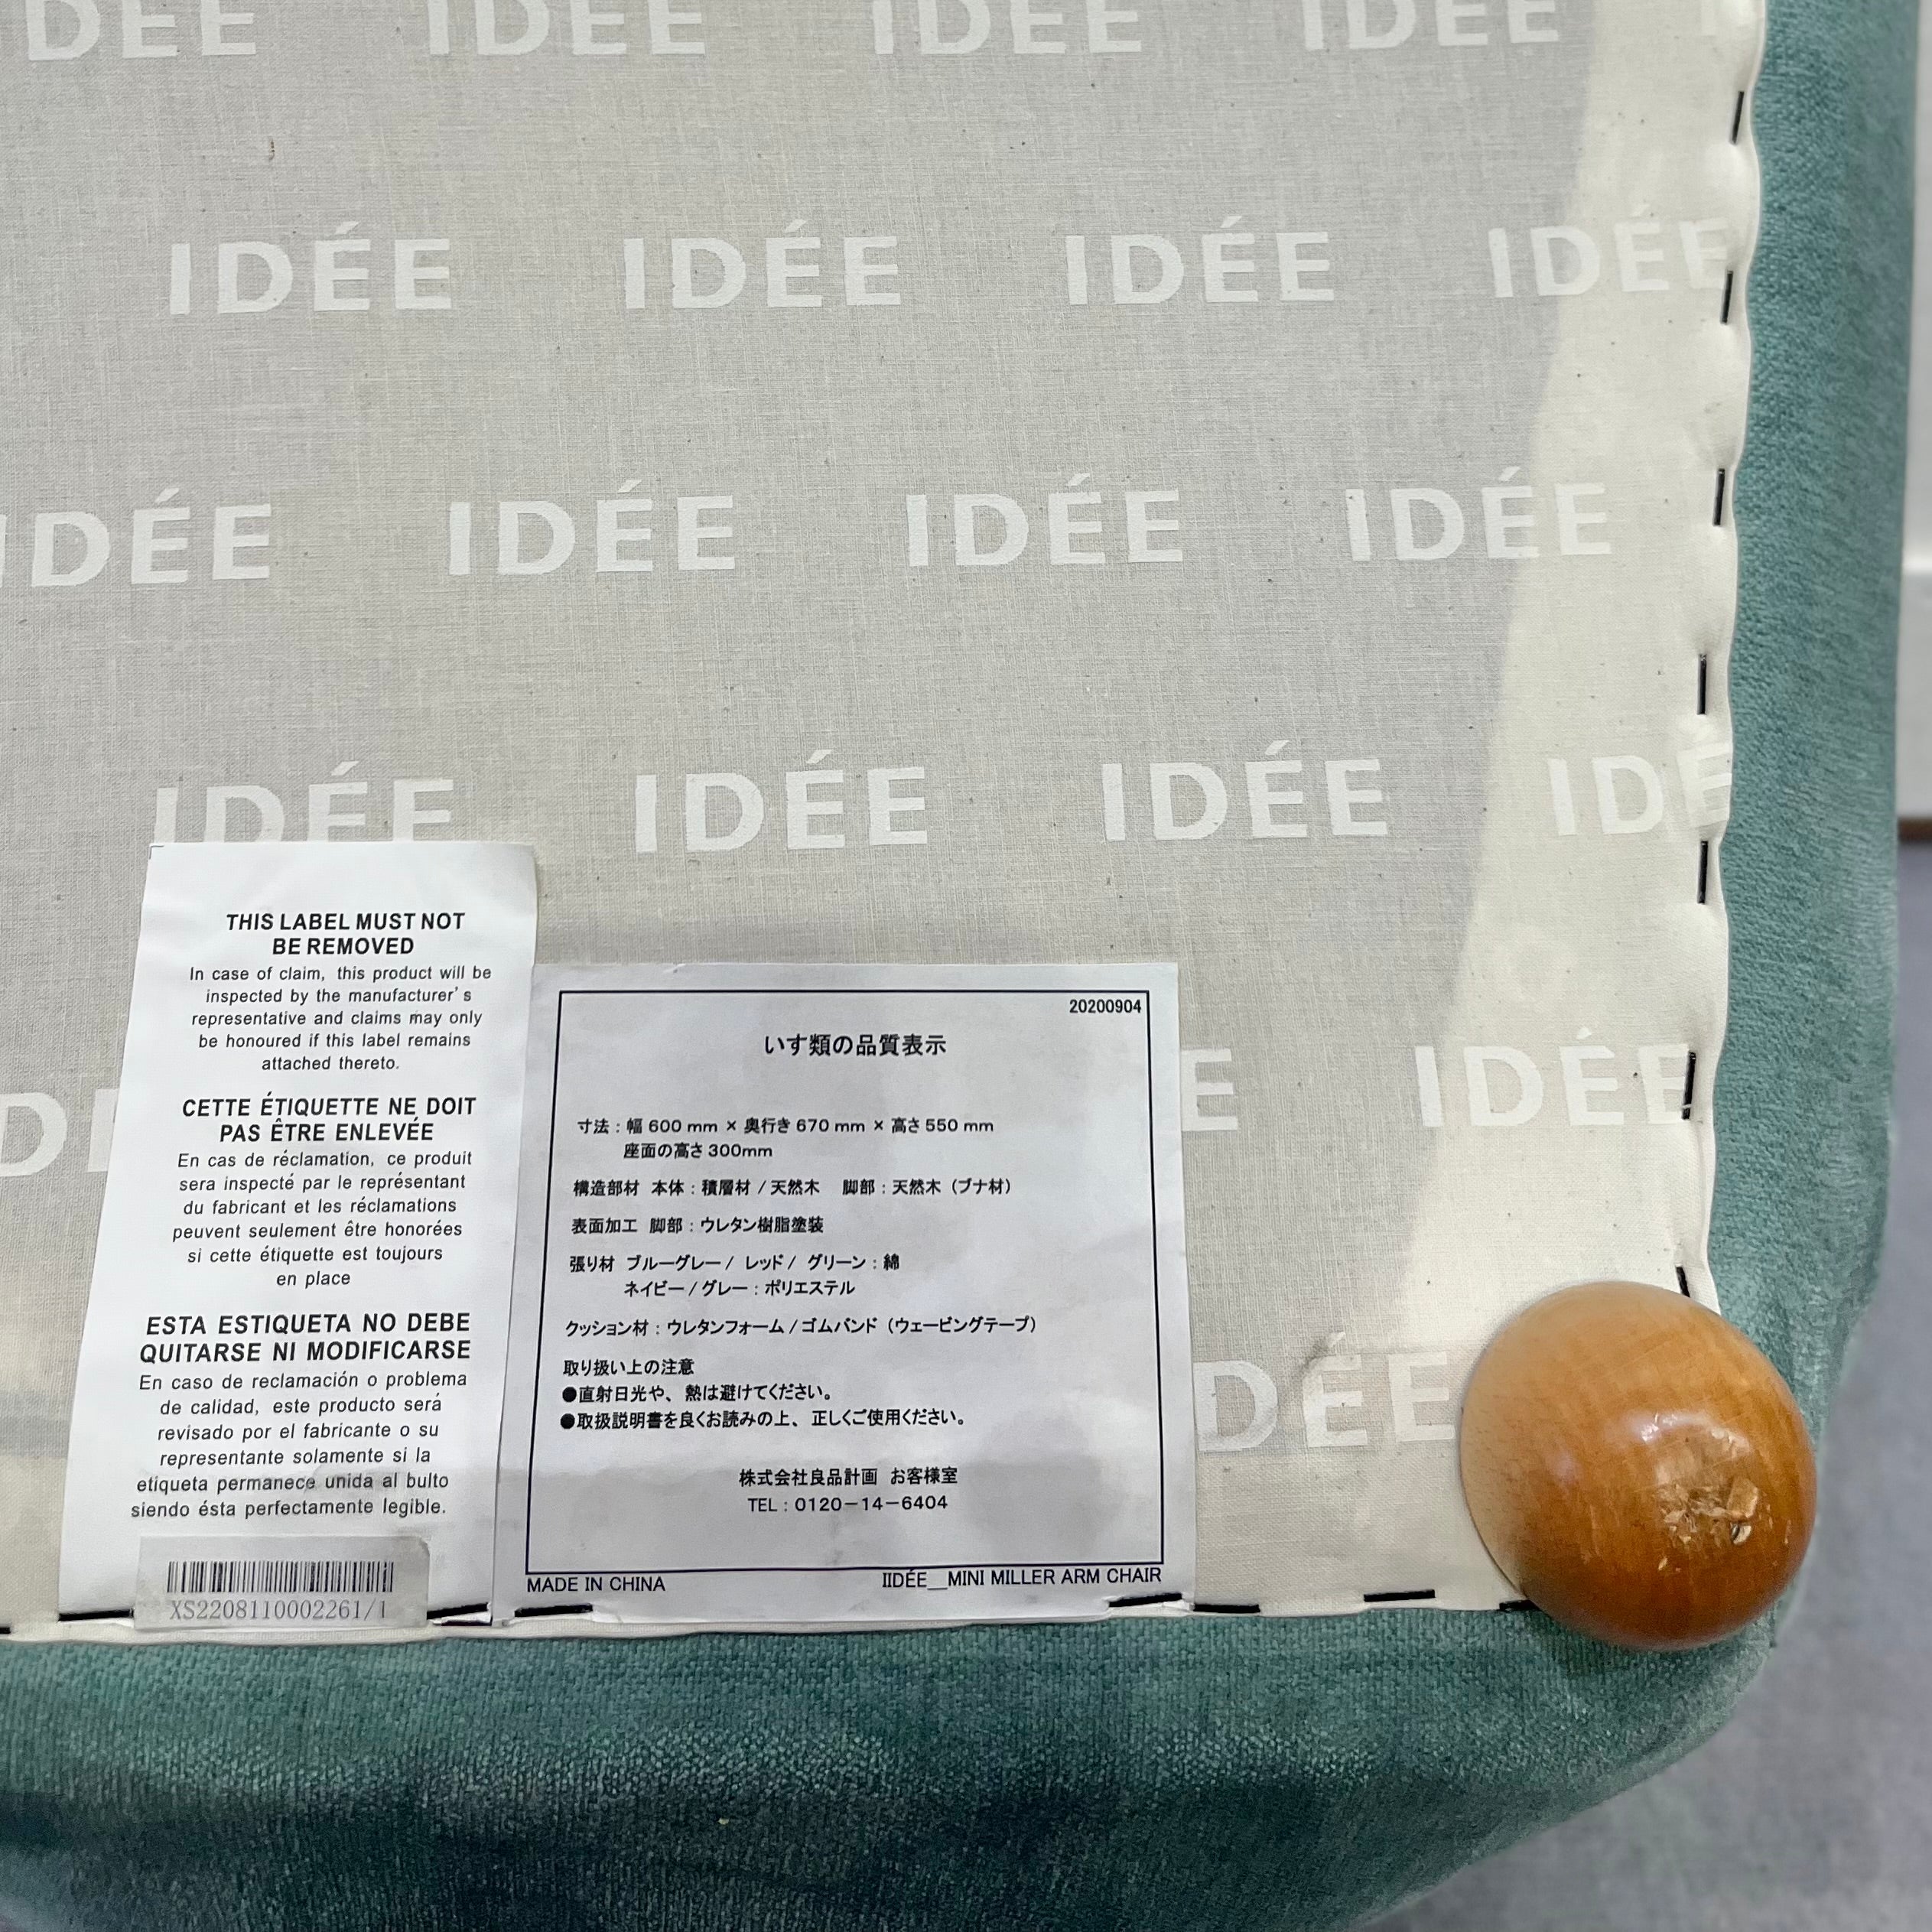 IDÉE IDÉE IDÉE IDÉE
IDÉE IDÉE IDÉE IDÉE
IDÉE IDÉE IDÉE IDÉE
IDÉE IDÉE IDÉE IDÉ
THIS LABEL MUST NOT
BE REMOVED
In case of claim, this product will be
inspected by the manufacturer's
representative and claims may only
be honoured if this label remains
attached thereto.
CETTE ÉTIQUETTE NE DOIT
PAS ÊTRE ENLEVÉE
En cas de réclamation, ce produit
sera inspecté par le représentant
du fabricant et les réclamations
peuvent seulement être honorées
si cette étiquette est toujours
en place
ESTA ESTIQUETA NO DEBE
QUITARSE NI MODIFICARSE
En caso de reclamación o problema
de calidad, este producto será
revisado por el fabricante o su
representante solamente si la
etiqueta permanece unida al bulto
siendo ésta perfectamente legible.
XS2208110002261/1
20200904
いす類の品質表示
寸法：幅 600 mm × 奥行き 670 mm × 高さ 550 mm
座面の高さ 300mm
構造部材 本体：積層材 / 天然木 脚部：天然木（ブナ材）
表面加工 脚部：ウレタン樹脂塗装
張り材 ブルーグレー / レッド / グリーン：綿
ネイビー / グレー：ポリエステル
クッション材：ウレタンフォーム / ゴムバンド（ウェービングテープ）
取り扱い上の注意
●直射日光や、熱は避けてください。
●取扱説明書を良くお読みの上、正しくご使用ください。
株式会社良品計画 お客様室
TEL：0120－14－6404
MADE IN CHINA IIDÉE__MINI MILLER ARM CHAIR
DI E IDÉE
DÉE